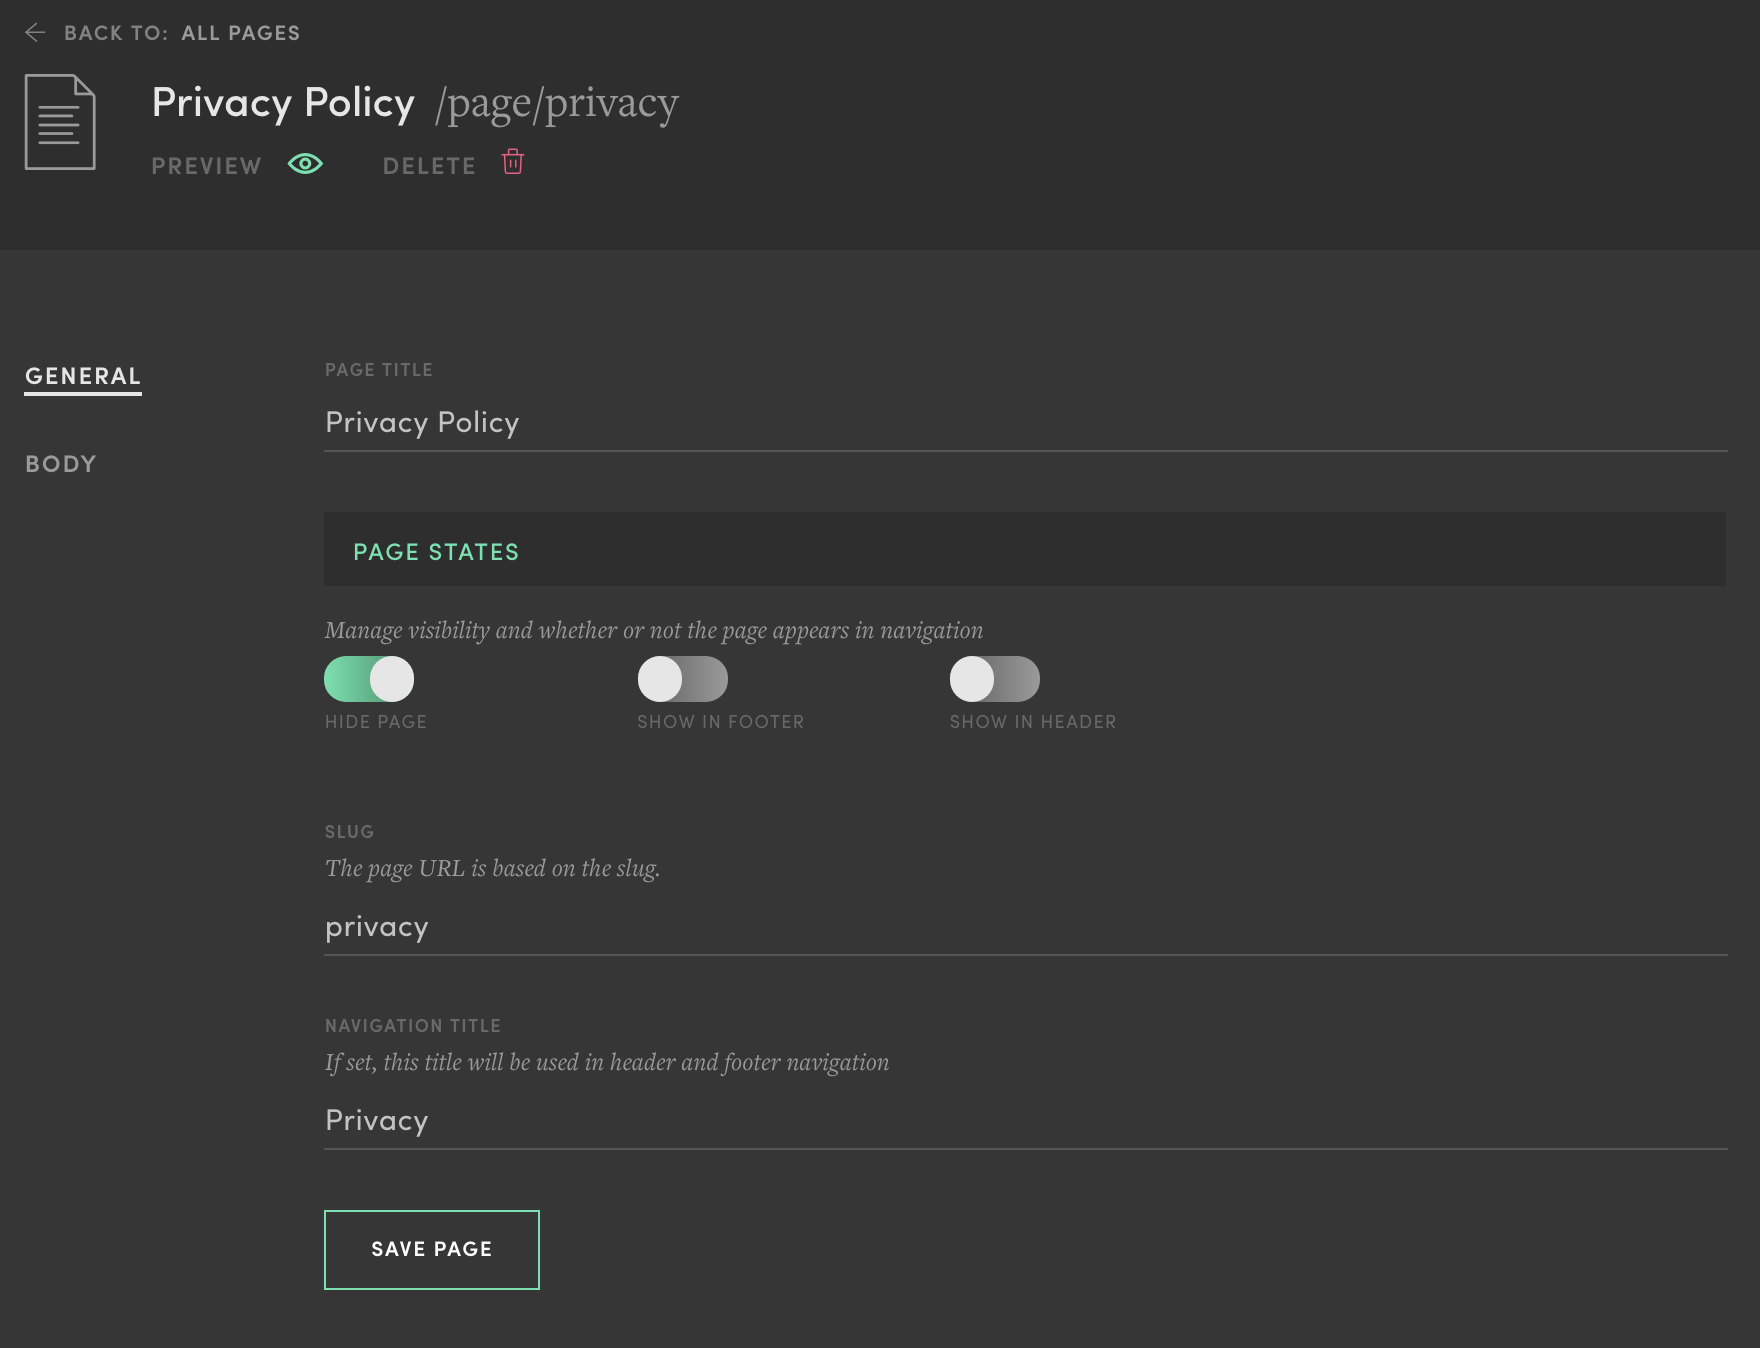 BACK TO: ALL PAGES
Privacy Policy /page/privacy
PREVIEW DELETE
GENERAL
BODY
PAGE TITLE
Privacy Policy
PAGE STATES
Manage visibility and whether or not the page appears in navigation
HIDE PAGE SHOW IN FOOTER SHOW IN HEADER
SLUG
The page URL is based on the slug.
privacy
NAVIGATION TITLE
If set, this title will be used in header and footer navigation
Privacy
SAVE PAGE